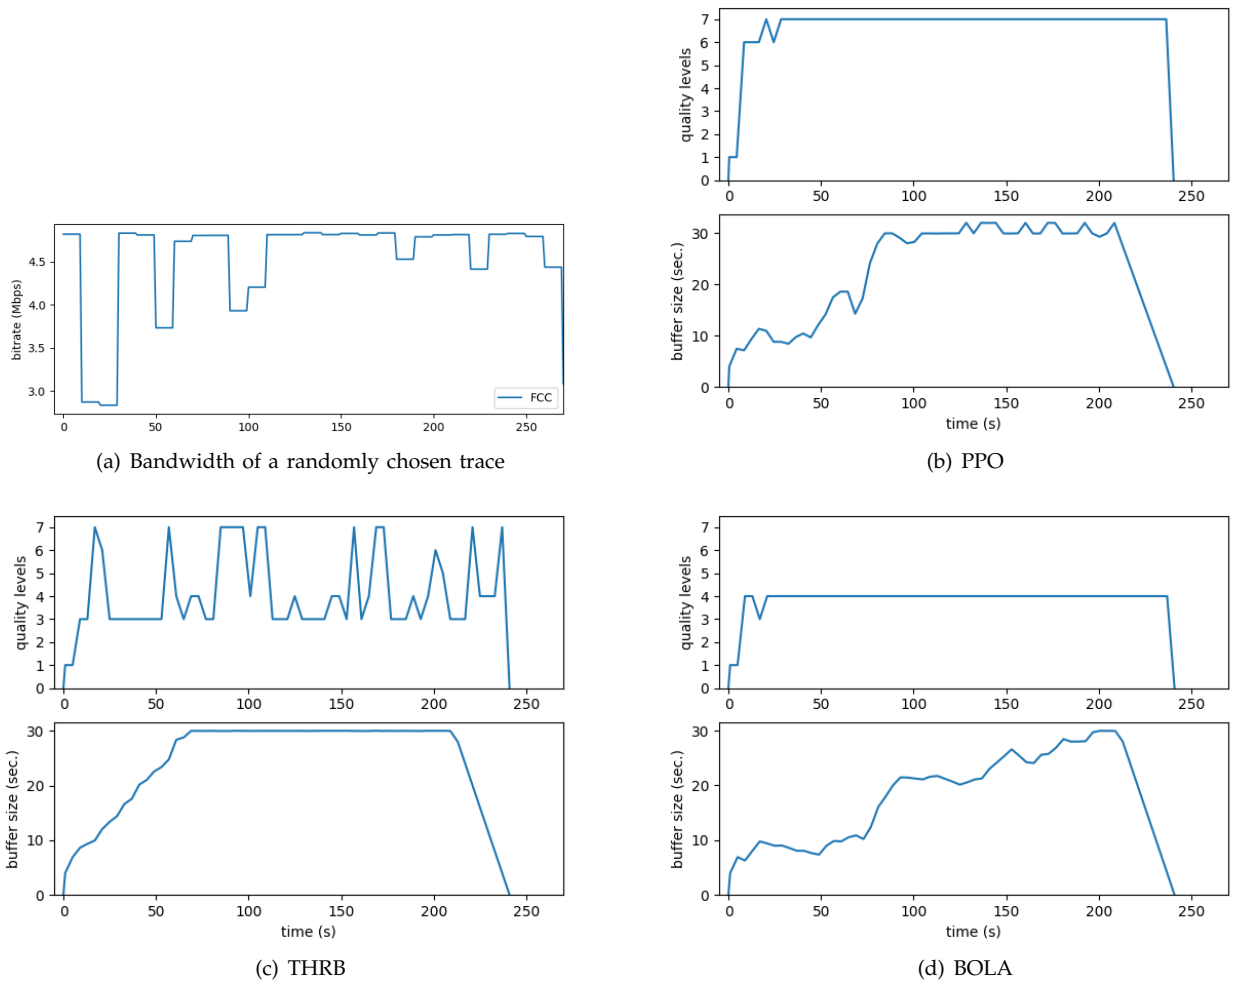 4.5
4.0
3.5
3.0
bitrate (Mbps)
FCC
0 50 100 150 200 250
(a) Bandwidth of a randomly chosen trace
7
6
5
4
3
2
1
0
quality levels
0 50 100 150 200 250
30
20
10
0
buffer size (sec.)
0 50 100 150 200 250
time (s)
(b) PPO
7
6
5
4
3
2
1
0
quality levels
0 50 100 150 200 250
30
20
10
0
buffer size (sec.)
0 50 100 150 200 250
time (s)
(c) THRB
7
6
5
4
3
2
1
0
quality levels
0 50 100 150 200 250
30
20
10
0
buffer size (sec.)
0 50 100 150 200 250
time (s)
(d) BOLA